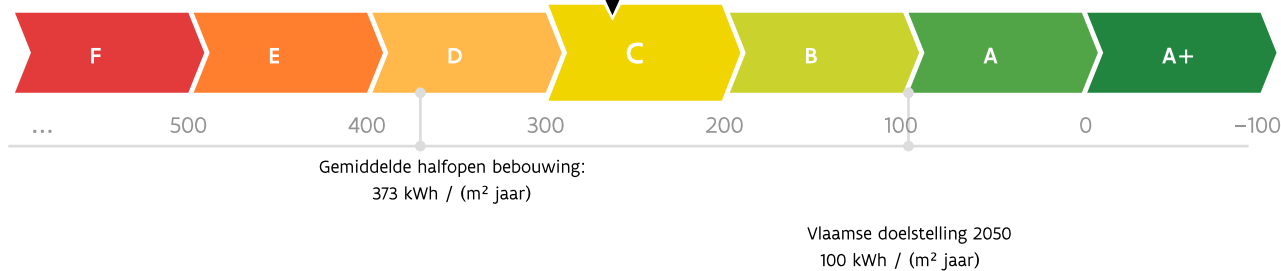 F E D C B A A+
... 500 400 300 200 100 0 –100
Gemiddelde halfopen bebouwing:
373 kWh / (m² jaar)
Vlaamse doelstelling 2050
100 kWh / (m² jaar)